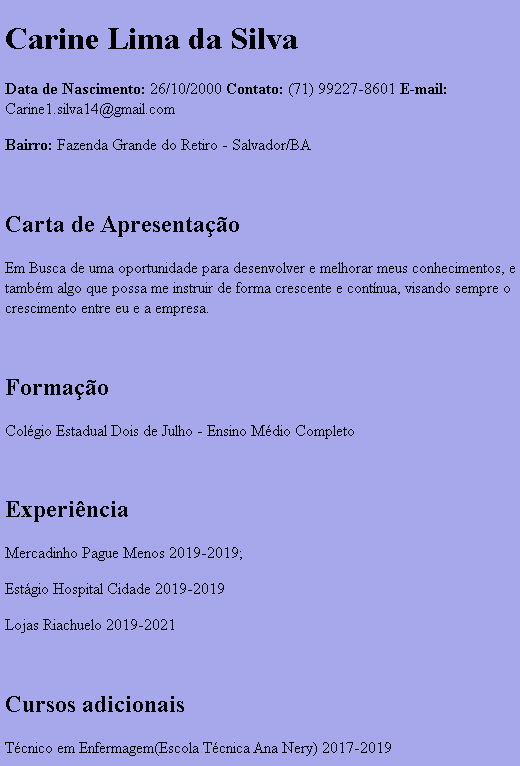 Carine Lima da Silva
Data de Nascimento: 26/10/2000 Contato: (71) 99227-8601 E-mail:
Carine1.silva14@gmail.com
Bairro: Fazenda Grande do Retiro - Salvador/BA
Carta de Apresentação
Em Busca de uma oportunidade para desenvolver e melhorar meus conhecimentos, e
também algo que possa me instruir de forma crescente e contínua, visando sempre o
crescimento entre eu e a empresa.
Formação
Colégio Estadual Dois de Julho - Ensino Médio Completo
Experiência
Mercadinho Pague Menos 2019-2019;
Estágio Hospital Cidade 2019-2019
Lojas Riachuelo 2019-2021
Cursos adicionais
Técnico em Enfermagem(Escola Técnica Ana Nery) 2017-2019